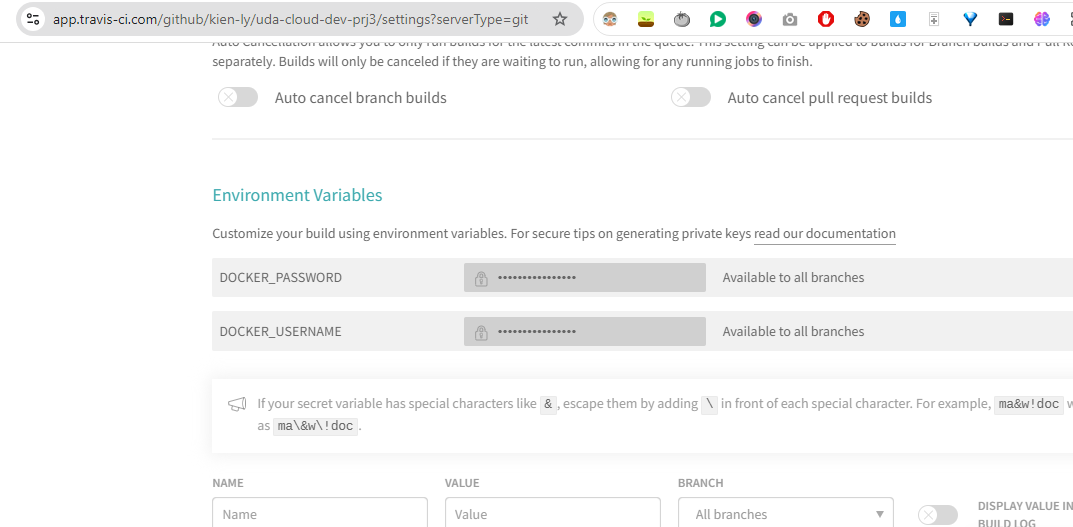 app.travis-ci.com/github/kien-ly/uda-cloud-dev-prj3/settings?serverType=git
Auto Cancellation allows you to only run builds for the latest commits in the queue. This setting can be applied to builds for Branch builds and Pull
separately. Builds will only be canceled if they are waiting to run, allowing for any running jobs to finish.
Auto cancel branch builds
Auto cancel pull request builds
Environment Variables
Customize your build using environment variables. For secure tips on generating private keys read our documentation
DOCKER_PASSWORD •••••••••••••••• Available to all branches
DOCKER_USERNAME •••••••••••••••• Available to all branches
If your secret variable has special characters like & , escape them by adding \ in front of each special character. For example, ma&w!doc
as ma\&w\!doc .
NAME VALUE BRANCH
DISPLAY VALUE IN
Name Value All branches
BUILD LOG